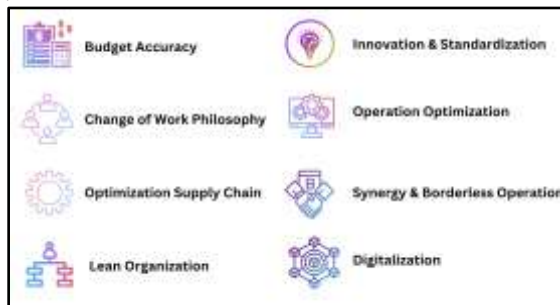 Budget Accuracy
Innovation & Standardization
Change of Work Philosophy
Operation Optimization
Optimization Supply Chain
Synergy & Borderless Operation
Lean Organization
Digitalization